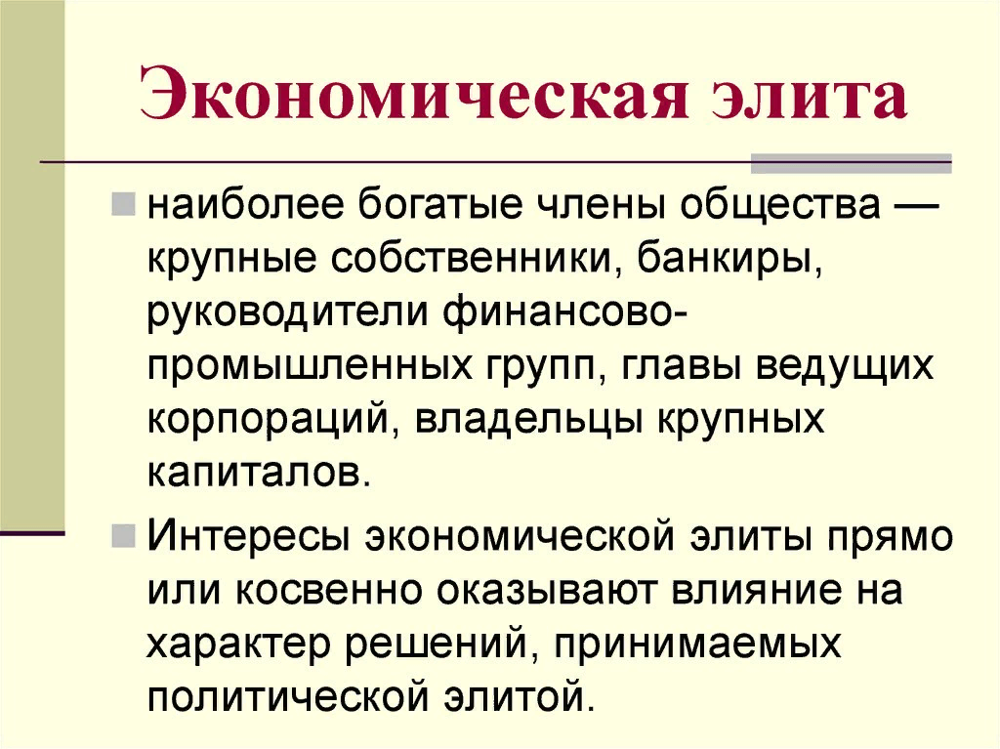 Экономическая элита
наиболее богатые члены общества —
крупные собственники, банкиры,
руководители финансово-
промышленных групп, главы ведущих
корпораций, владельцы крупных
капиталов.
Интересы экономической элиты прямо
или косвенно оказывают влияние на
характер решений, принимаемых
политической элитой.